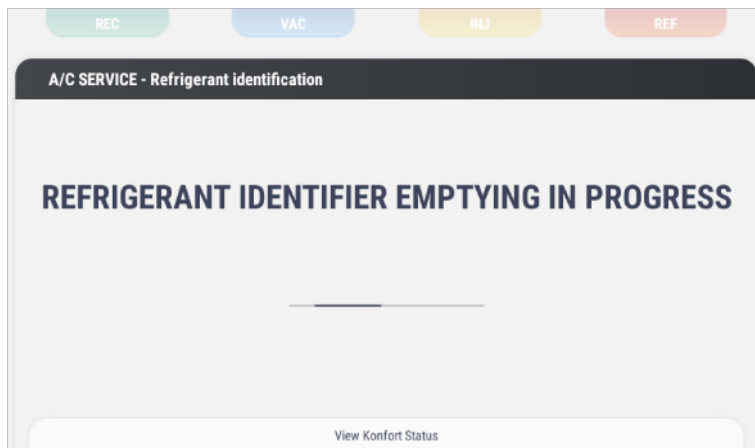 REC
VAC
INJ
REF
A/C SERVICE - Refrigerant identification
REFRIGERANT IDENTIFIER EMPTYING IN PROGRESS
View Konfort Status